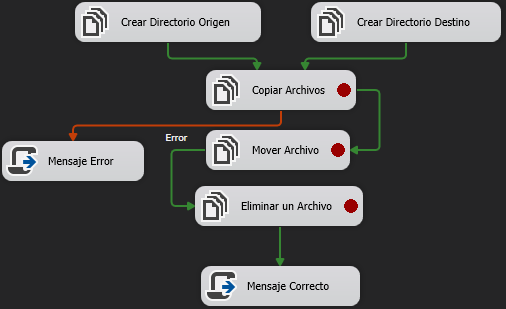 Crear Directorio Origen
Crear Directorio Destino
Copiar Archivos
Error
Mover Archivo
Mensaje Error
Eliminar un Archivo
Mensaje Correcto